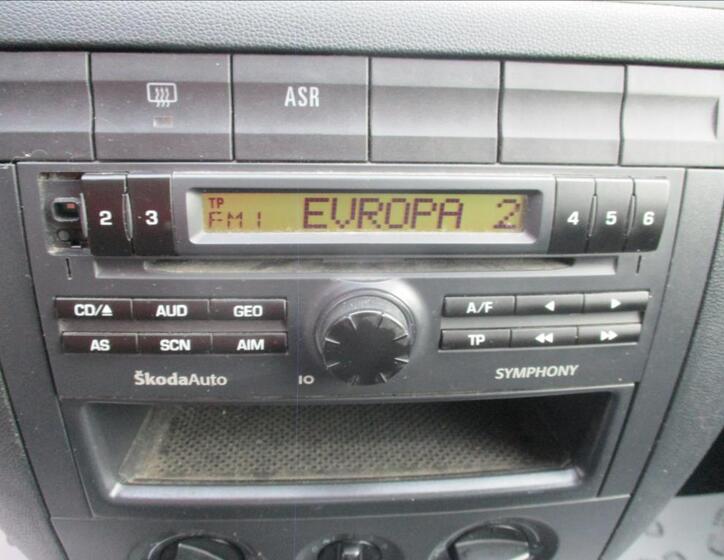 ASR
TP
FM1 EVROPA 2
2 3 4 5 6
CD/▲ AUD GEO A/F ◀ ▶
AS SCN AIM TP ◀◀ ▶▶
ŠkodaAuto IO SYMPHONY